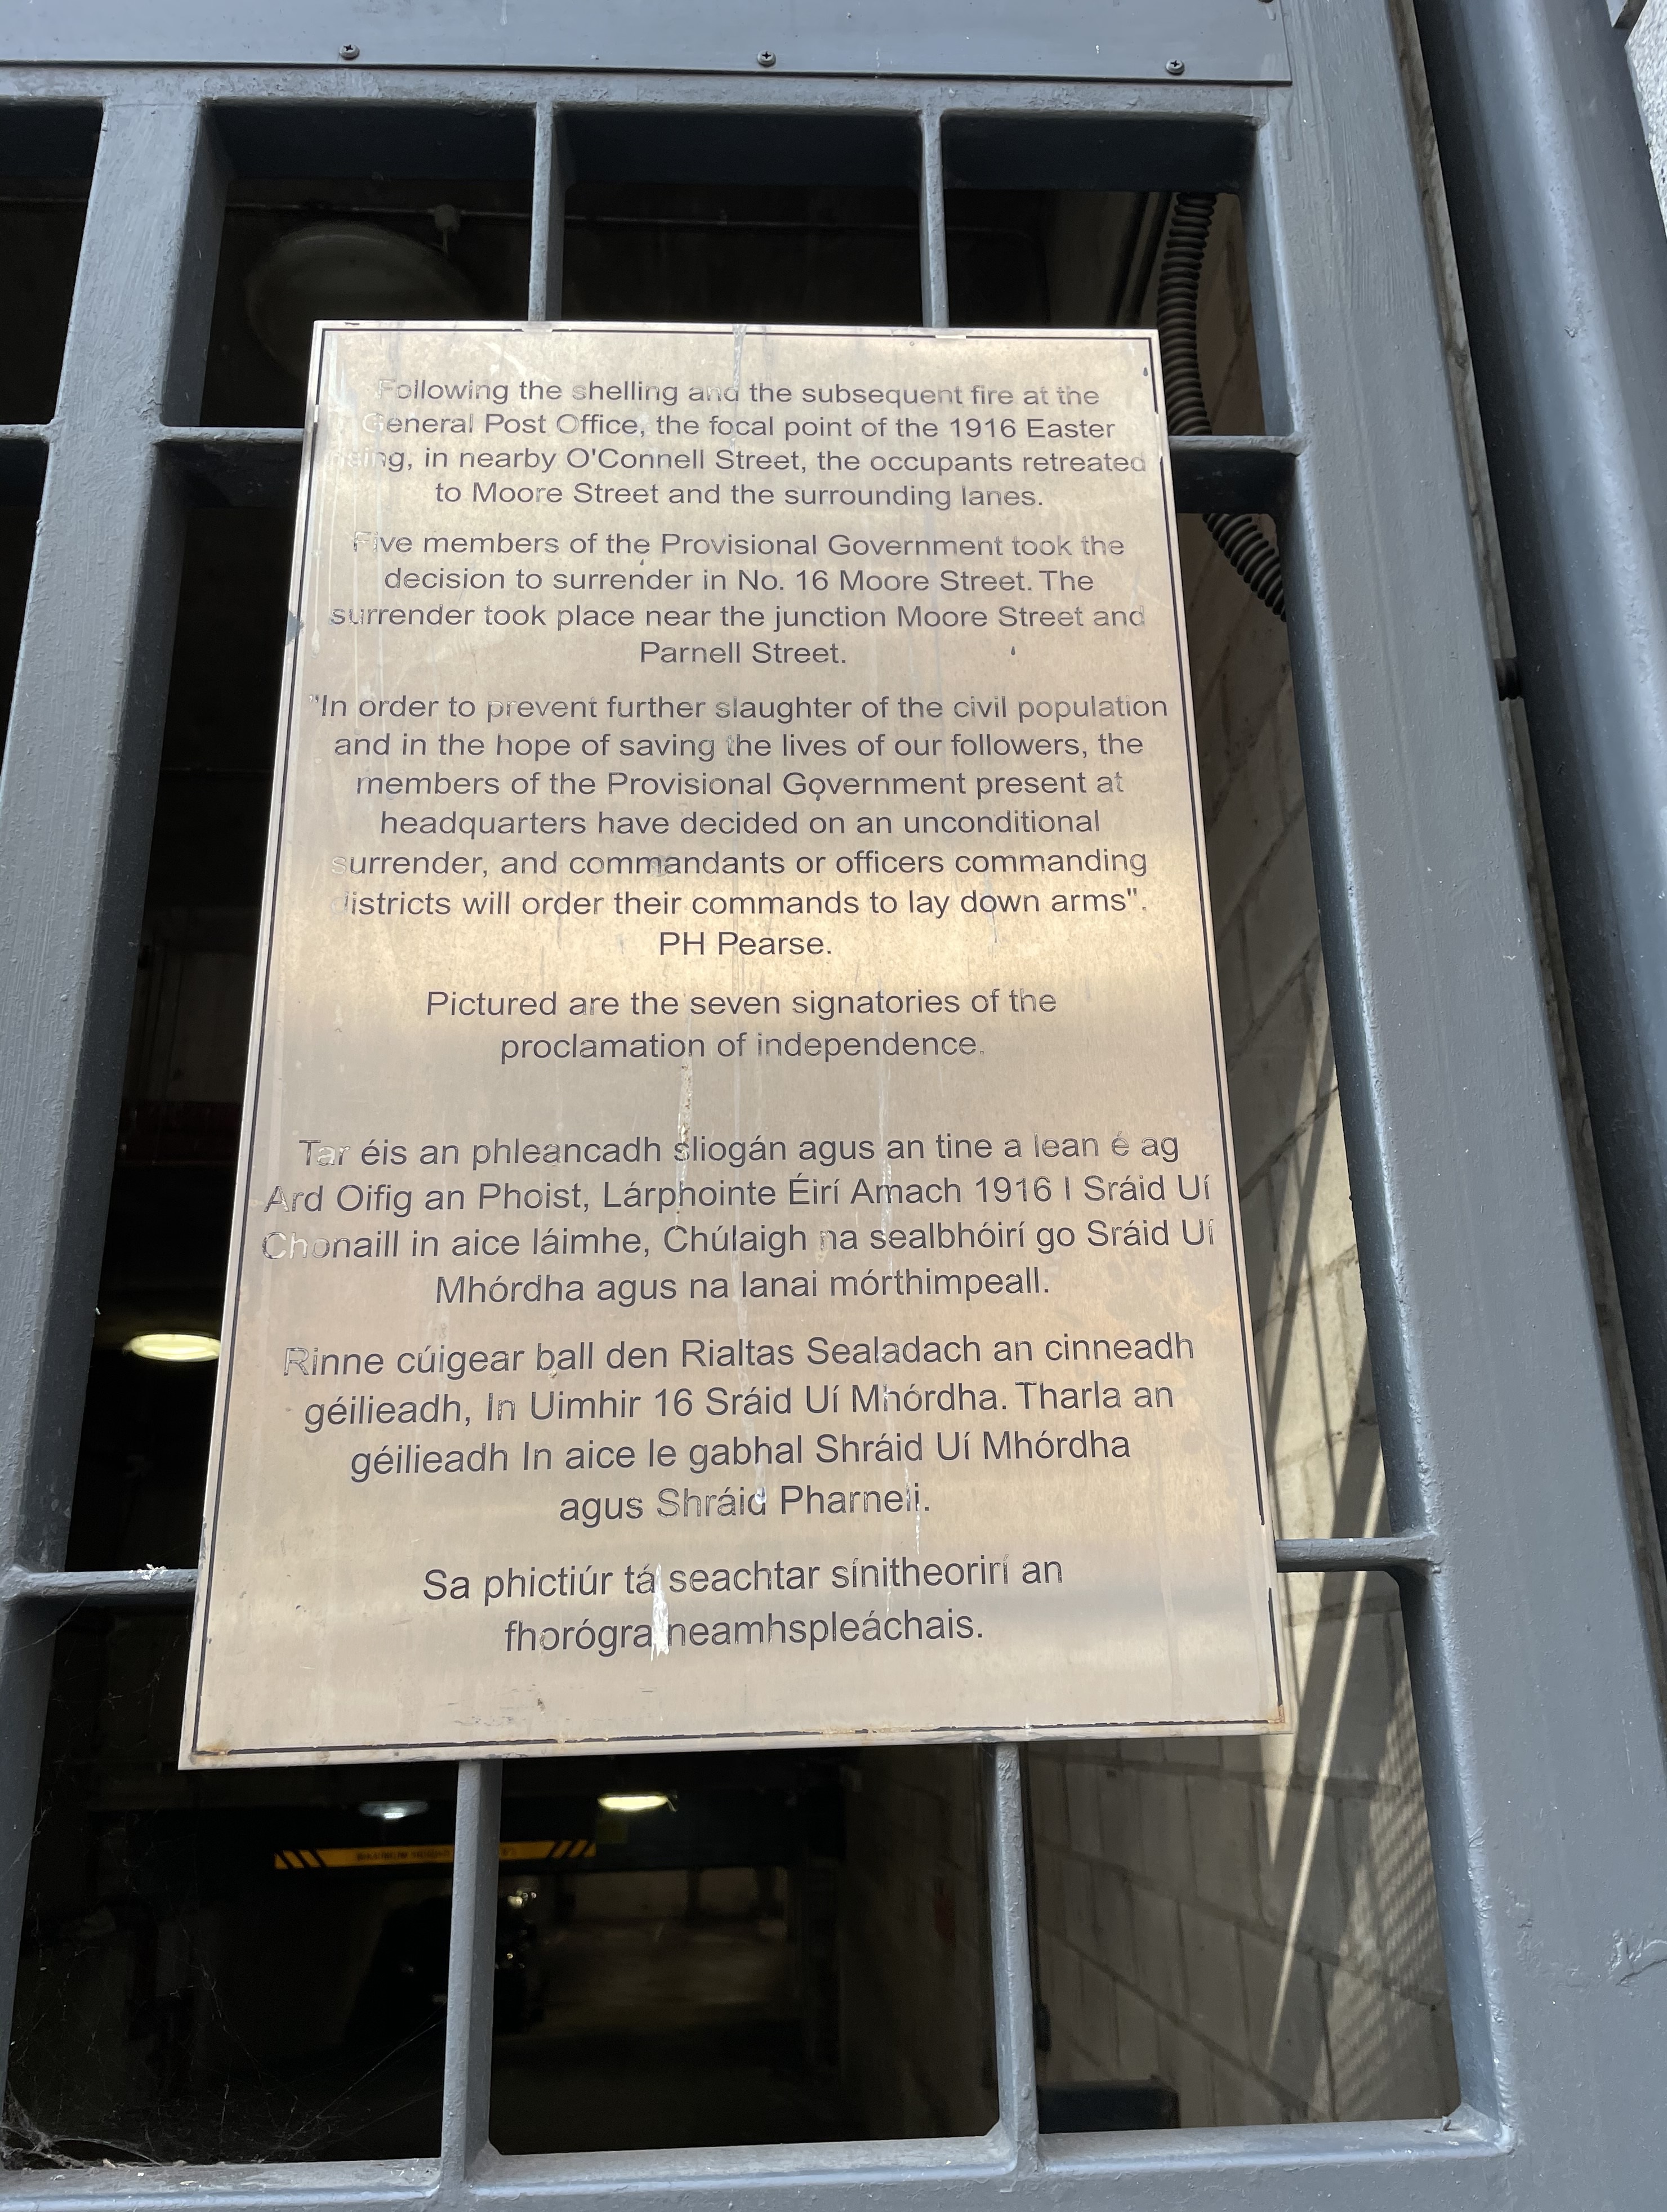 Following the shelling and the subsequent fire at the
General Post Office, the focal point of the 1916 Easter
rising, in nearby O'Connell Street, the occupants retreated
to Moore Street and the surrounding lanes.
Five members of the Provisional Government took the
decision to surrender in No. 16 Moore Street. The
surrender took place near the junction Moore Street and
Parnell Street.
"In order to prevent further slaughter of the civil population
and in the hope of saving the lives of our followers, the
members of the Provisional Government present at
headquarters have decided on an unconditional
surrender, and commandants or officers commanding
districts will order their commands to lay down arms".
PH Pearse.
Pictured are the seven signatories of the
proclamation of independence.
Tar éis an phleancadh sliogán agus an tine a lean é ag
Ard Oifig an Phoist, Lárphointe Éirí Amach 1916 I Sráid Uí
Chonaill in aice láimhe, Chúlaigh na sealbhóirí go Sráid Uí
Mhórdha agus na lanai mórthimpeall.
Rinne cúigear ball den Rialtas Sealadach an cinneadh
géilieadh, In Uimhir 16 Sráid Uí Mhórdha. Tharla an
géilieadh In aice le gabhal Shráid Uí Mhórdha
agus Shráid Pharneli.
Sa phictiúr tá seachtar sínitheorirí an
fhorógra neamhspleáchais.